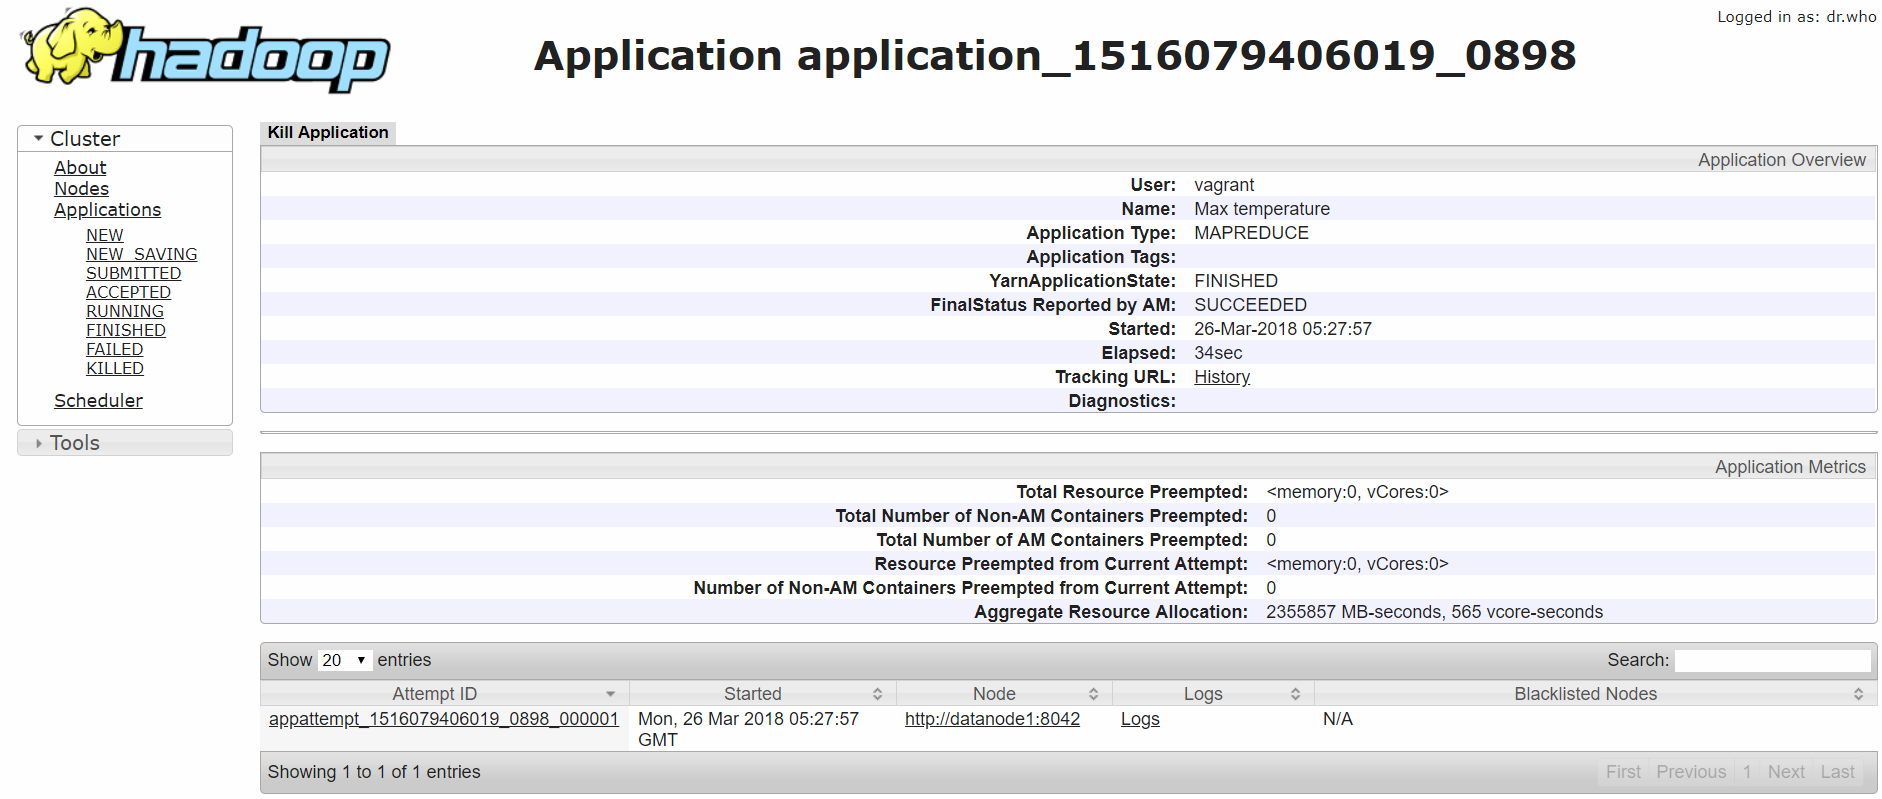 hadoop
Logged in as: dr.who
Application application_1516079406019_0898
Cluster
About
Nodes
Applications
NEW
NEW_SAVING
SUBMITTED
ACCEPTED
RUNNING
FINISHED
FAILED
KILLED
Scheduler
Tools
Kill Application
Application Overview
User: vagrant
Name: Max temperature
Application Type: MAPREDUCE
Application Tags:
YarnApplicationState: FINISHED
FinalStatus Reported by AM: SUCCEEDED
Started: 26-Mar-2018 05:27:57
Elapsed: 34sec
Tracking URL: History
Diagnostics:
Application Metrics
Total Resource Preempted: <memory:0, vCores:0>
Total Number of Non-AM Containers Preempted: 0
Total Number of AM Containers Preempted: 0
Resource Preempted from Current Attempt: <memory:0, vCores:0>
Number of Non-AM Containers Preempted from Current Attempt: 0
Aggregate Resource Allocation: 2355857 MB-seconds, 565 vcore-seconds
Show 20 entries Search:
Attempt ID Started Node Logs Blacklisted Nodes
appattempt_1516079406019_0898_000001 Mon, 26 Mar 2018 05:27:57 http://datanode1:8042 Logs N/A
GMT
Showing 1 to 1 of 1 entries First Previous 1 Next Last